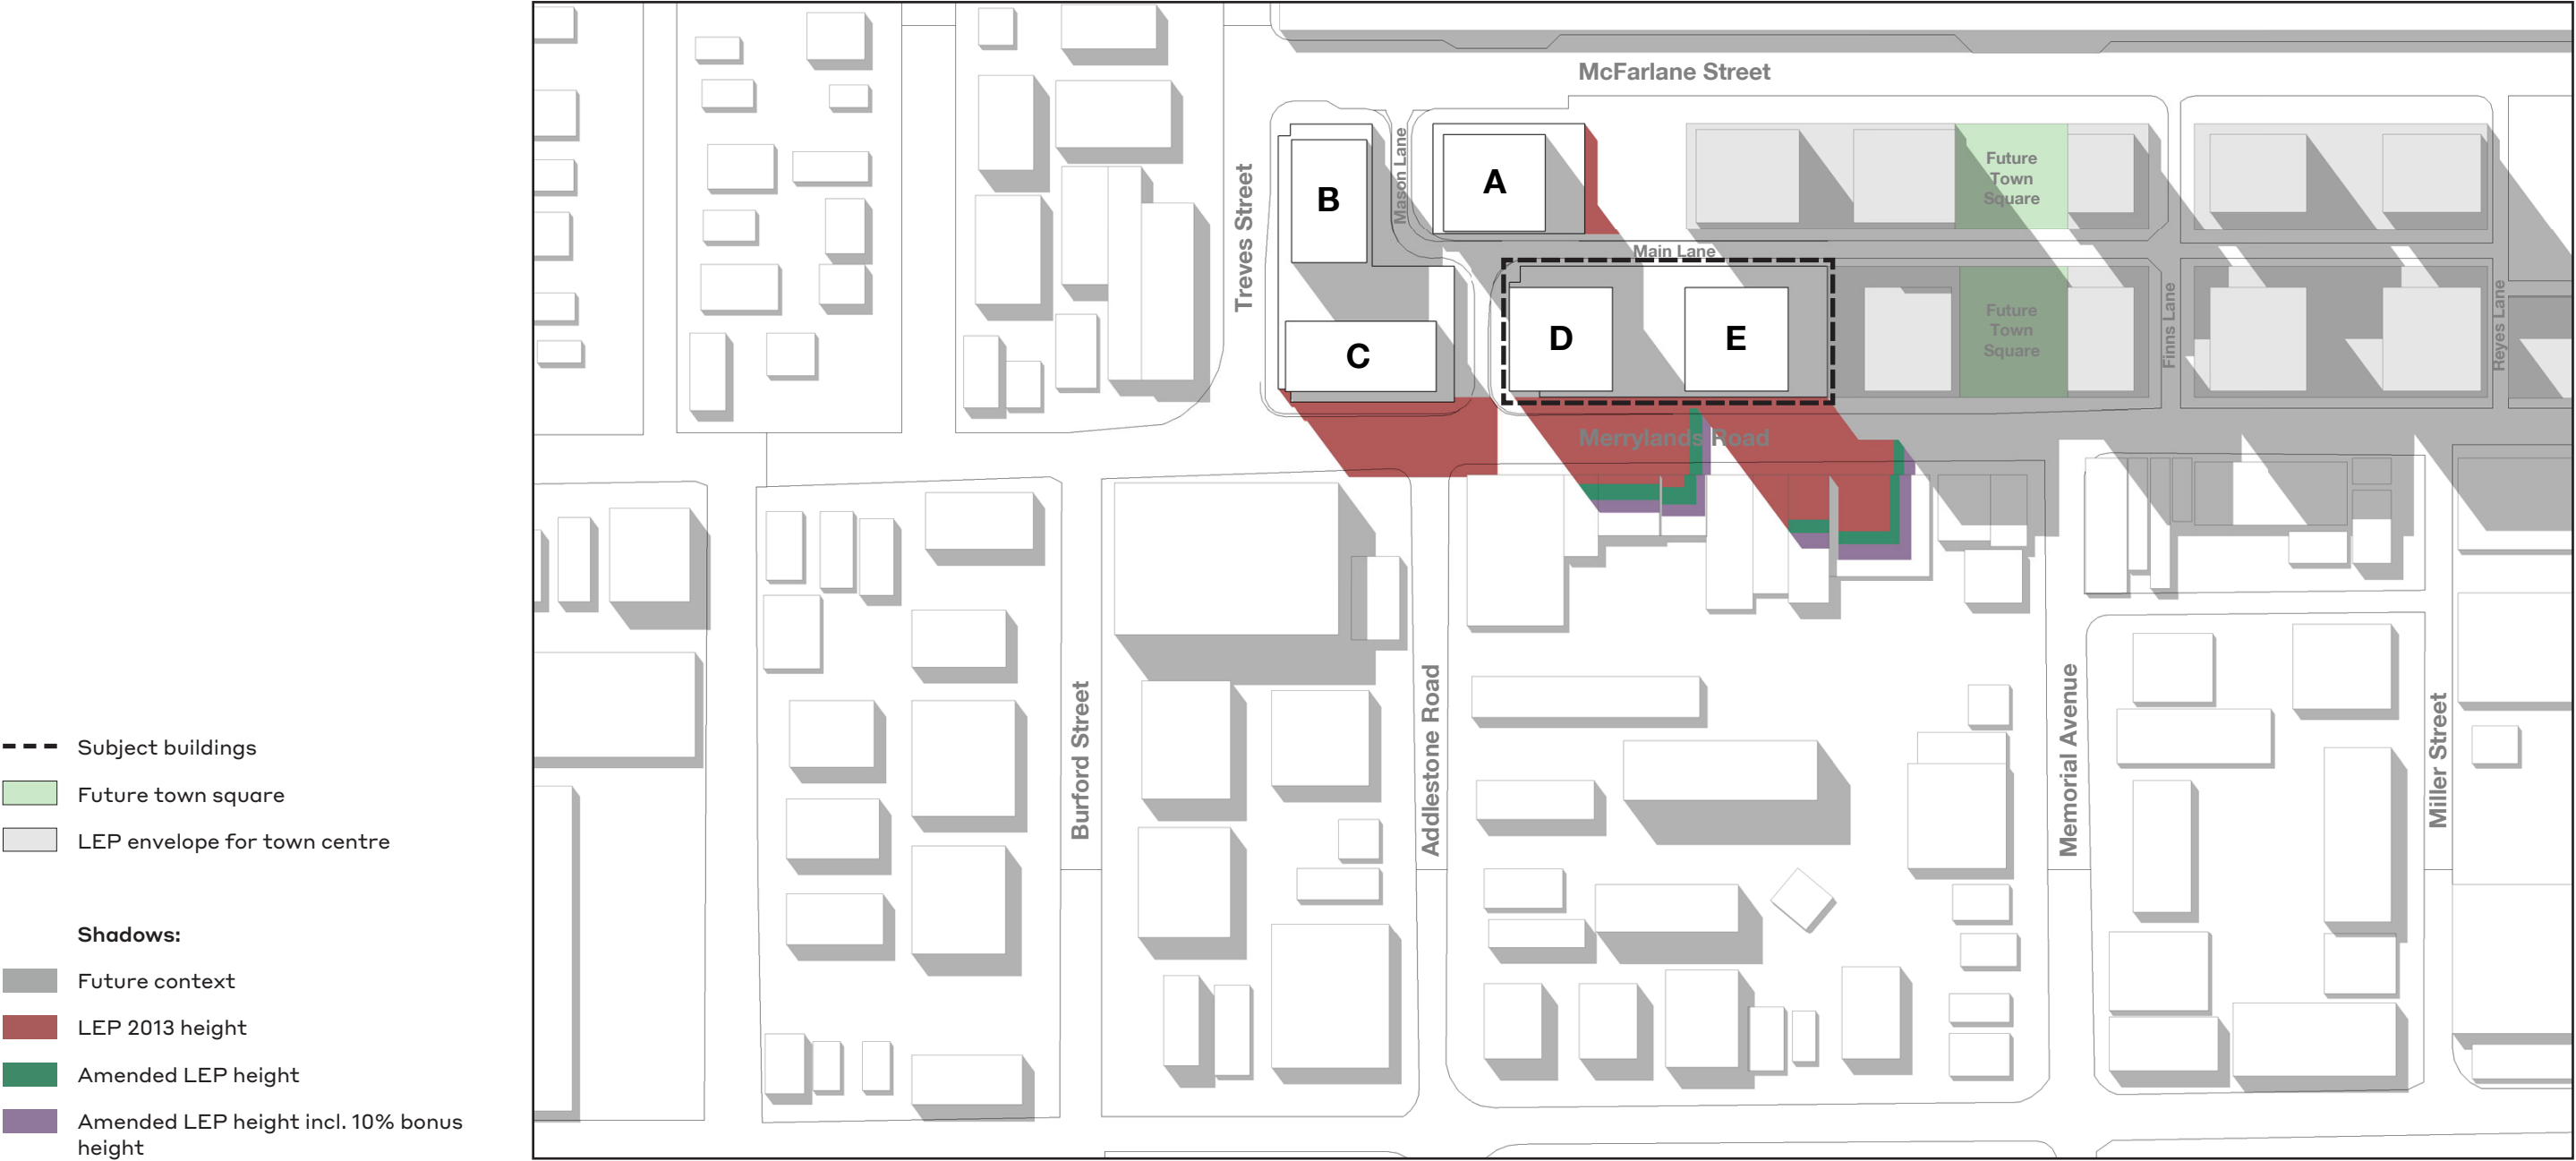 McFarlane Street
Treves Street
Mason Lane
B
A
Future
Town
Square
Main Lane
C
D
E
Future
Town
Square
Finns Lane
Reyes Lane
Merrylands Road
Burford Street
Addlestone Road
Memorial Avenue
Miller Street
Subject buildings
Future town square
LEP envelope for town centre
Shadows:
Future context
LEP 2013 height
Amended LEP height
Amended LEP height incl. 10% bonus
height